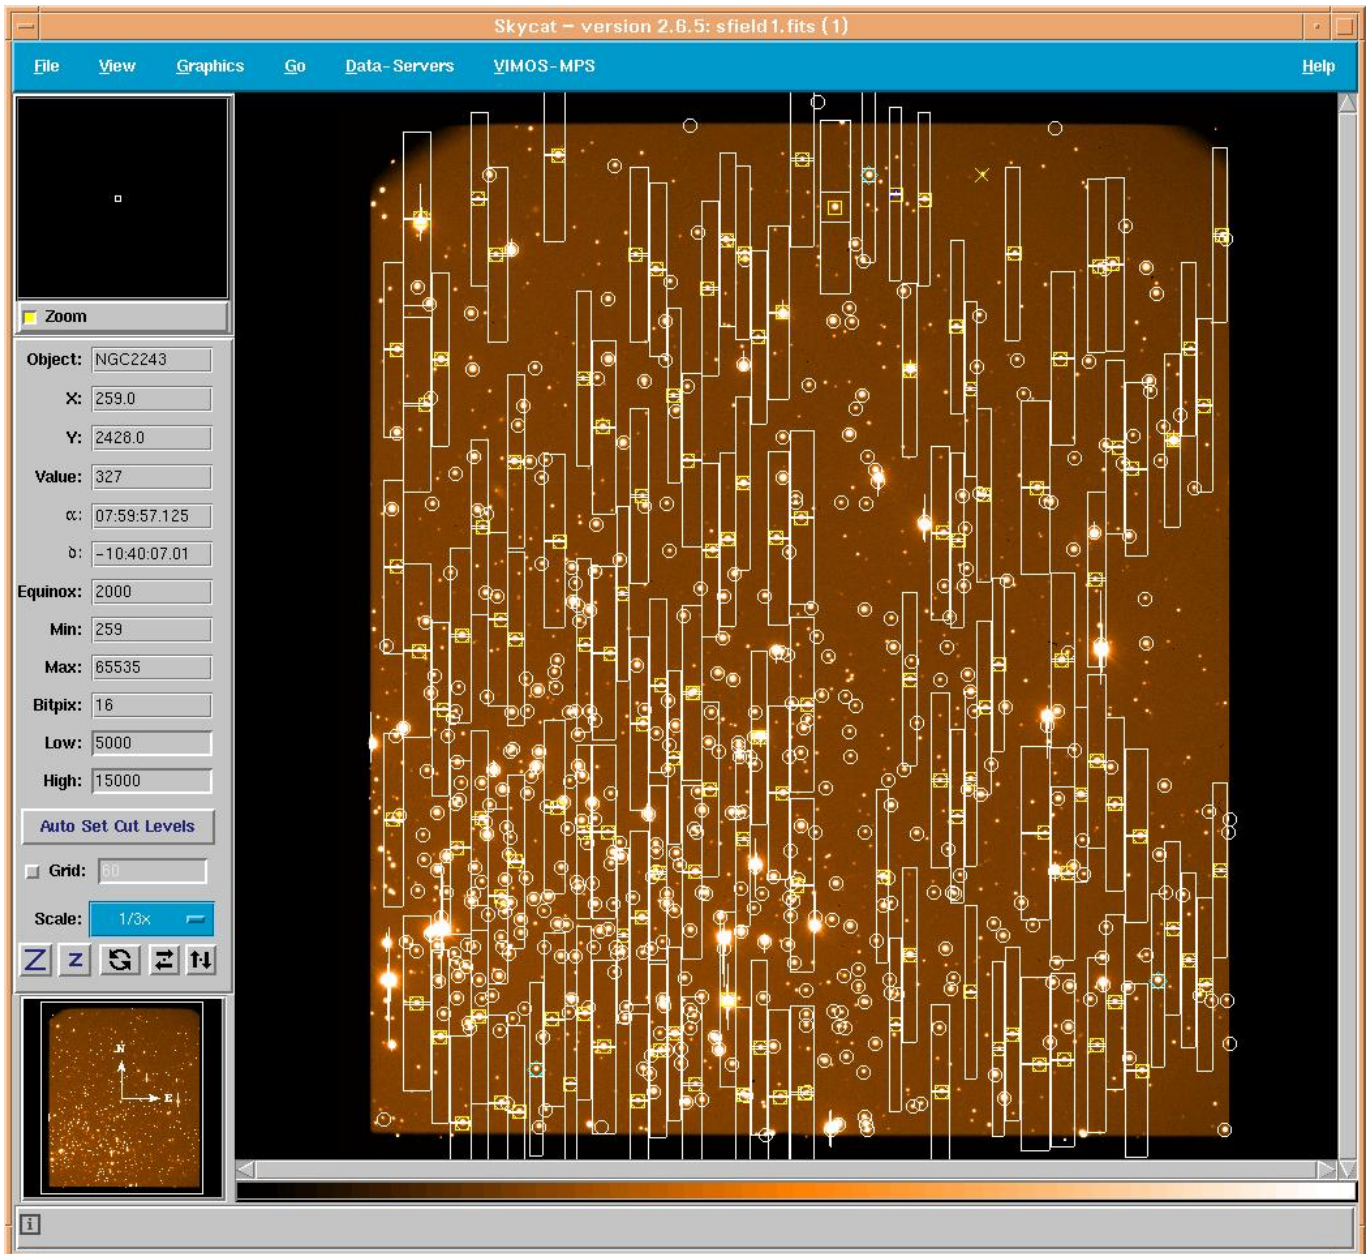 Skycat - version 2.6.5: sfield1.fits (1)
File View Graphics Go Data-Servers VIMOS-MPS Help
Zoom
Object: NGC2243
X: 259.0
Y: 2428.0
Value: 327
α: 07:59:57.125
δ: -10:40:07.01
Equinox: 2000
Min: 259
Max: 65535
Bitpix: 16
Low: 5000
High: 15000
Auto Set Cut Levels
Grid: 60
Scale: 1/3x
Z z
N
E
i